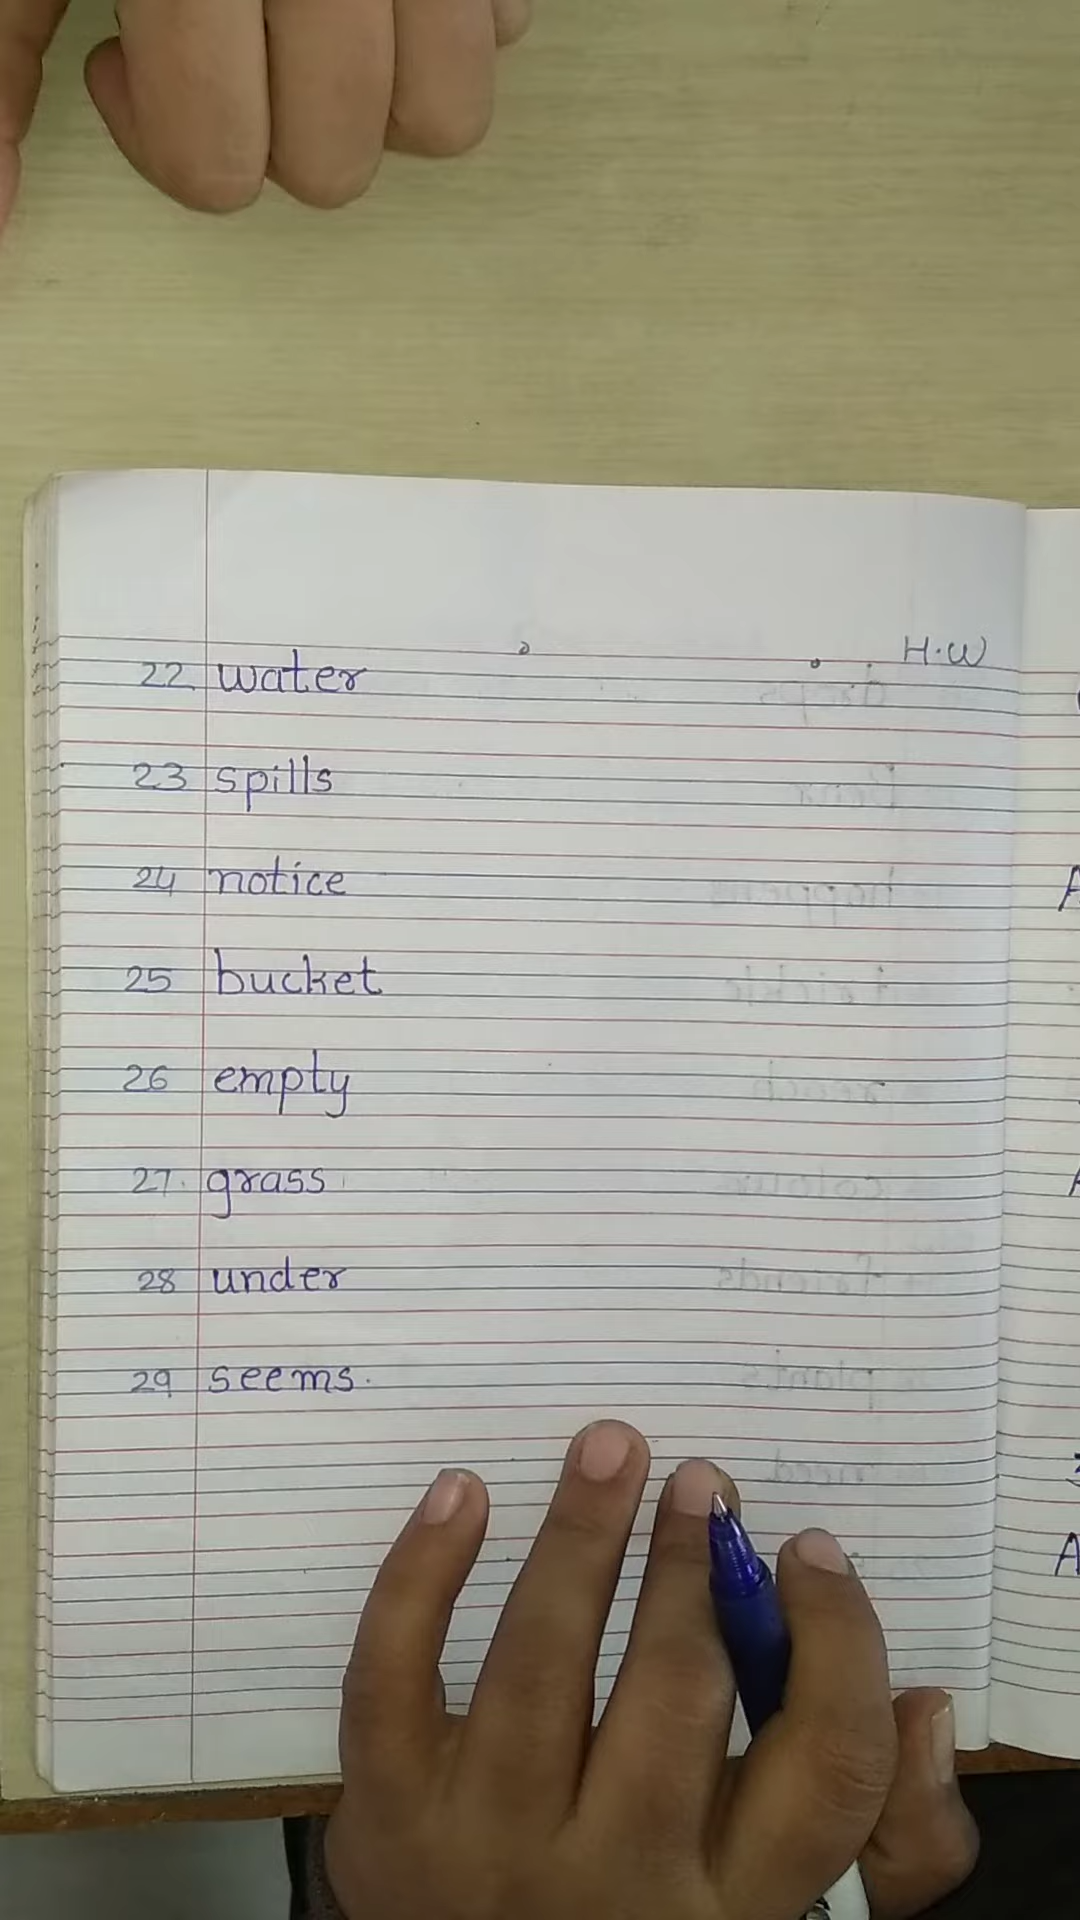 H.W
22. water
23 spills
24 notice
25 bucket
26 empty
27. grass
28 under
29 seems.